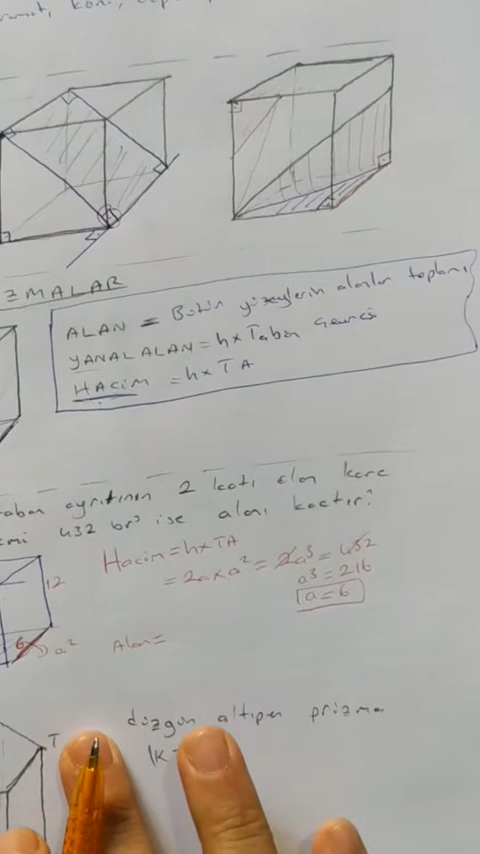 koni,
ZMALAR
ALAN = Bütün yüzeylerin alanlar toplamı
YANAL ALAN = h x Taban Çevresi
HACİM = h x TA
taban ayrıtının 2 katı olan kare
432 br³ ise alanı kaçtır?
Hacim = h x TA
= 2a x a² = 2a³ = 432
a³ = 216
a = 6
12
6
a²
Alan =
düzgün altıgen prizma
T
|K